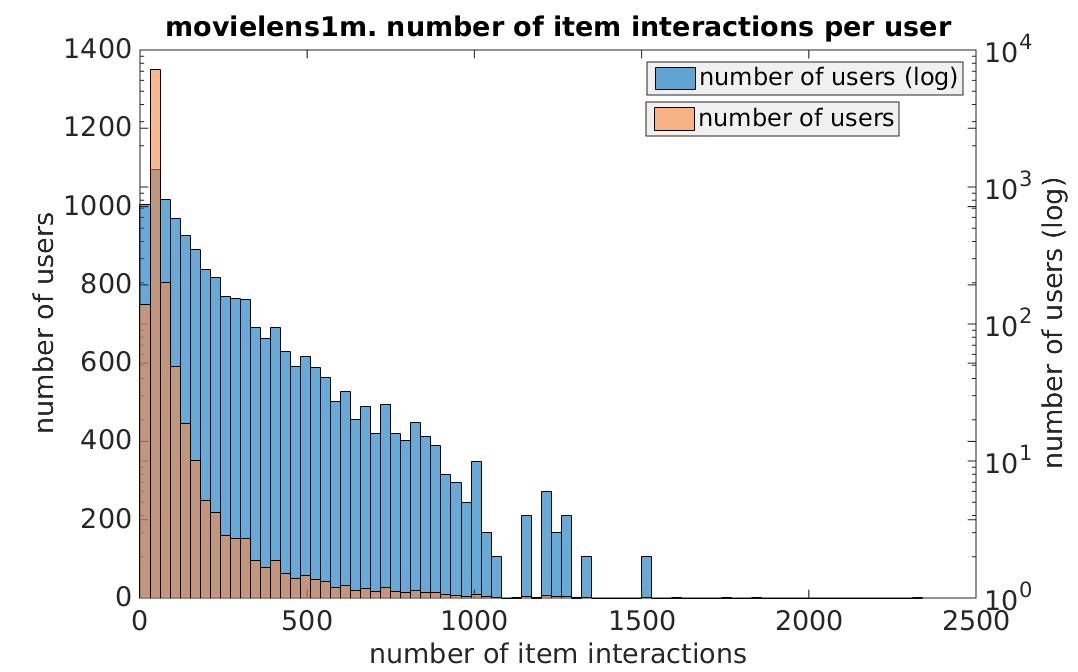 movielens1m. number of item interactions per user
number of users (log)
number of users
1400
1200
1000
800
600
400
200
0
number of users
10^4
10^3
10^2
10^1
10^0
number of users (log)
0 500 1000 1500 2000 2500
number of item interactions